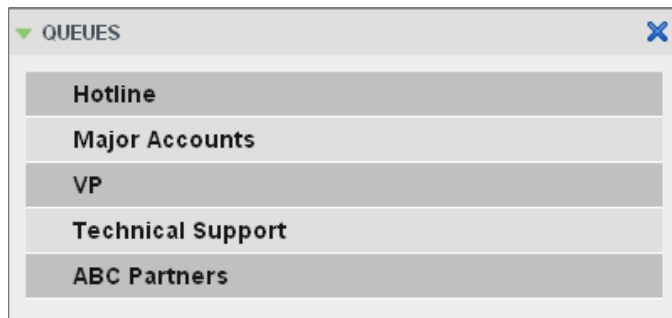 QUEUES
Hotline
Major Accounts
VP
Technical Support
ABC Partners